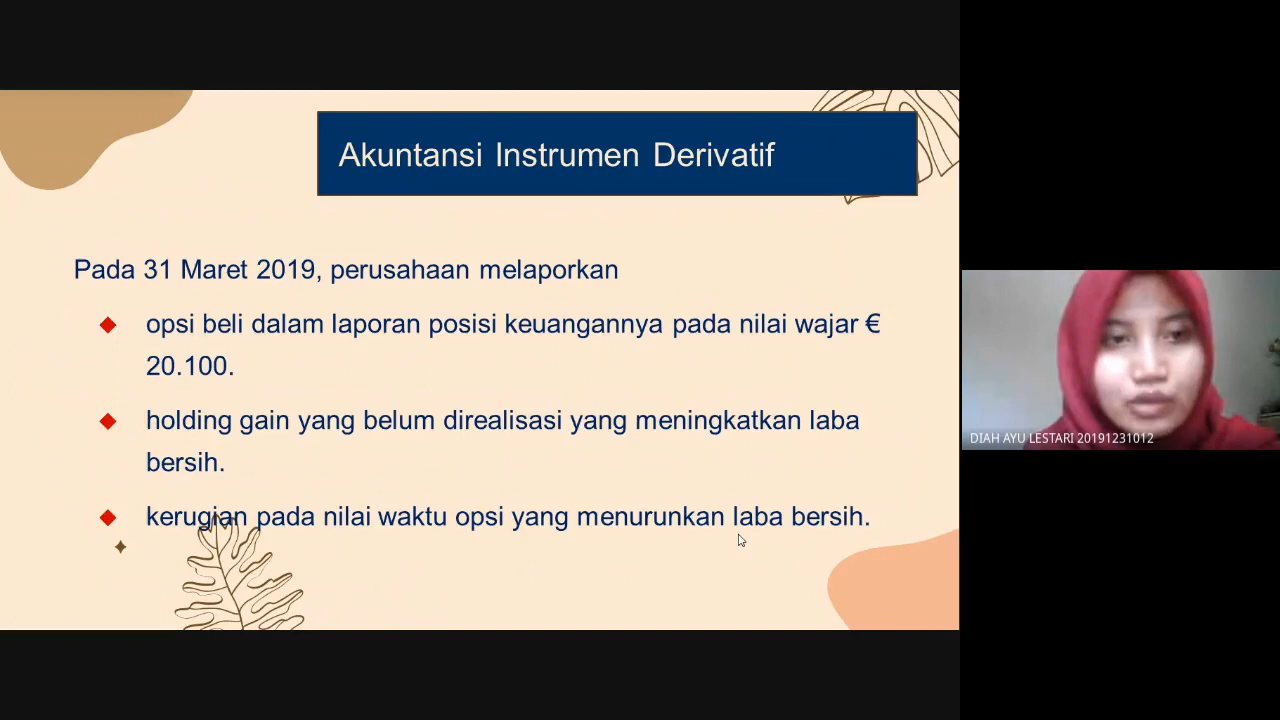 Akuntansi Instrumen Derivatif
Pada 31 Maret 2019, perusahaan melaporkan
opsi beli dalam laporan posisi keuangannya pada nilai wajar €
20.100.
holding gain yang belum direalisasi yang meningkatkan laba
bersih.
kerugian pada nilai waktu opsi yang menurunkan laba bersih.
DIAH AYU LESTARI 20191231012